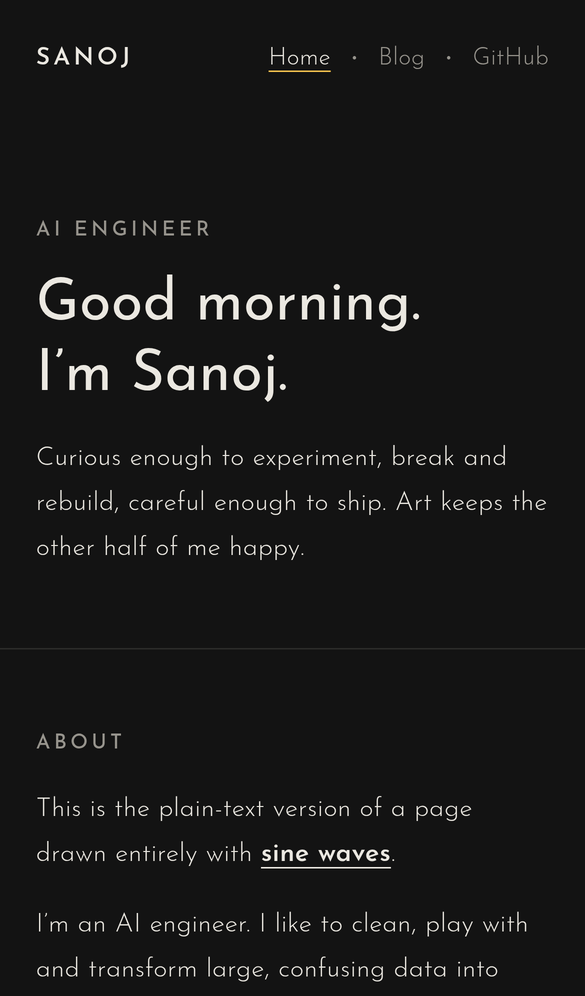 SANOJ
Home • Blog • GitHub
AI ENGINEER
Good morning.
I’m Sanoj.
Curious enough to experiment, break and
rebuild, careful enough to ship. Art keeps the
other half of me happy.
ABOUT
This is the plain-text version of a page
drawn entirely with sine waves.
I’m an AI engineer. I like to clean, play with
and transform large, confusing data into